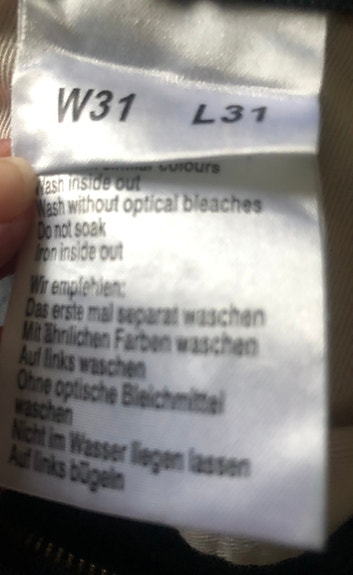 W31 L31
colours
Wash inside out
Wash without optical bleaches
Do not soak
Iron inside out
Wir empfehlen:
Das erste mal separat waschen
Mit ähnlichen Farben waschen
Auf links waschen
Ohne optische Bleichmittel
waschen
Nicht im Wasser liegen lassen
Auf links bügeln